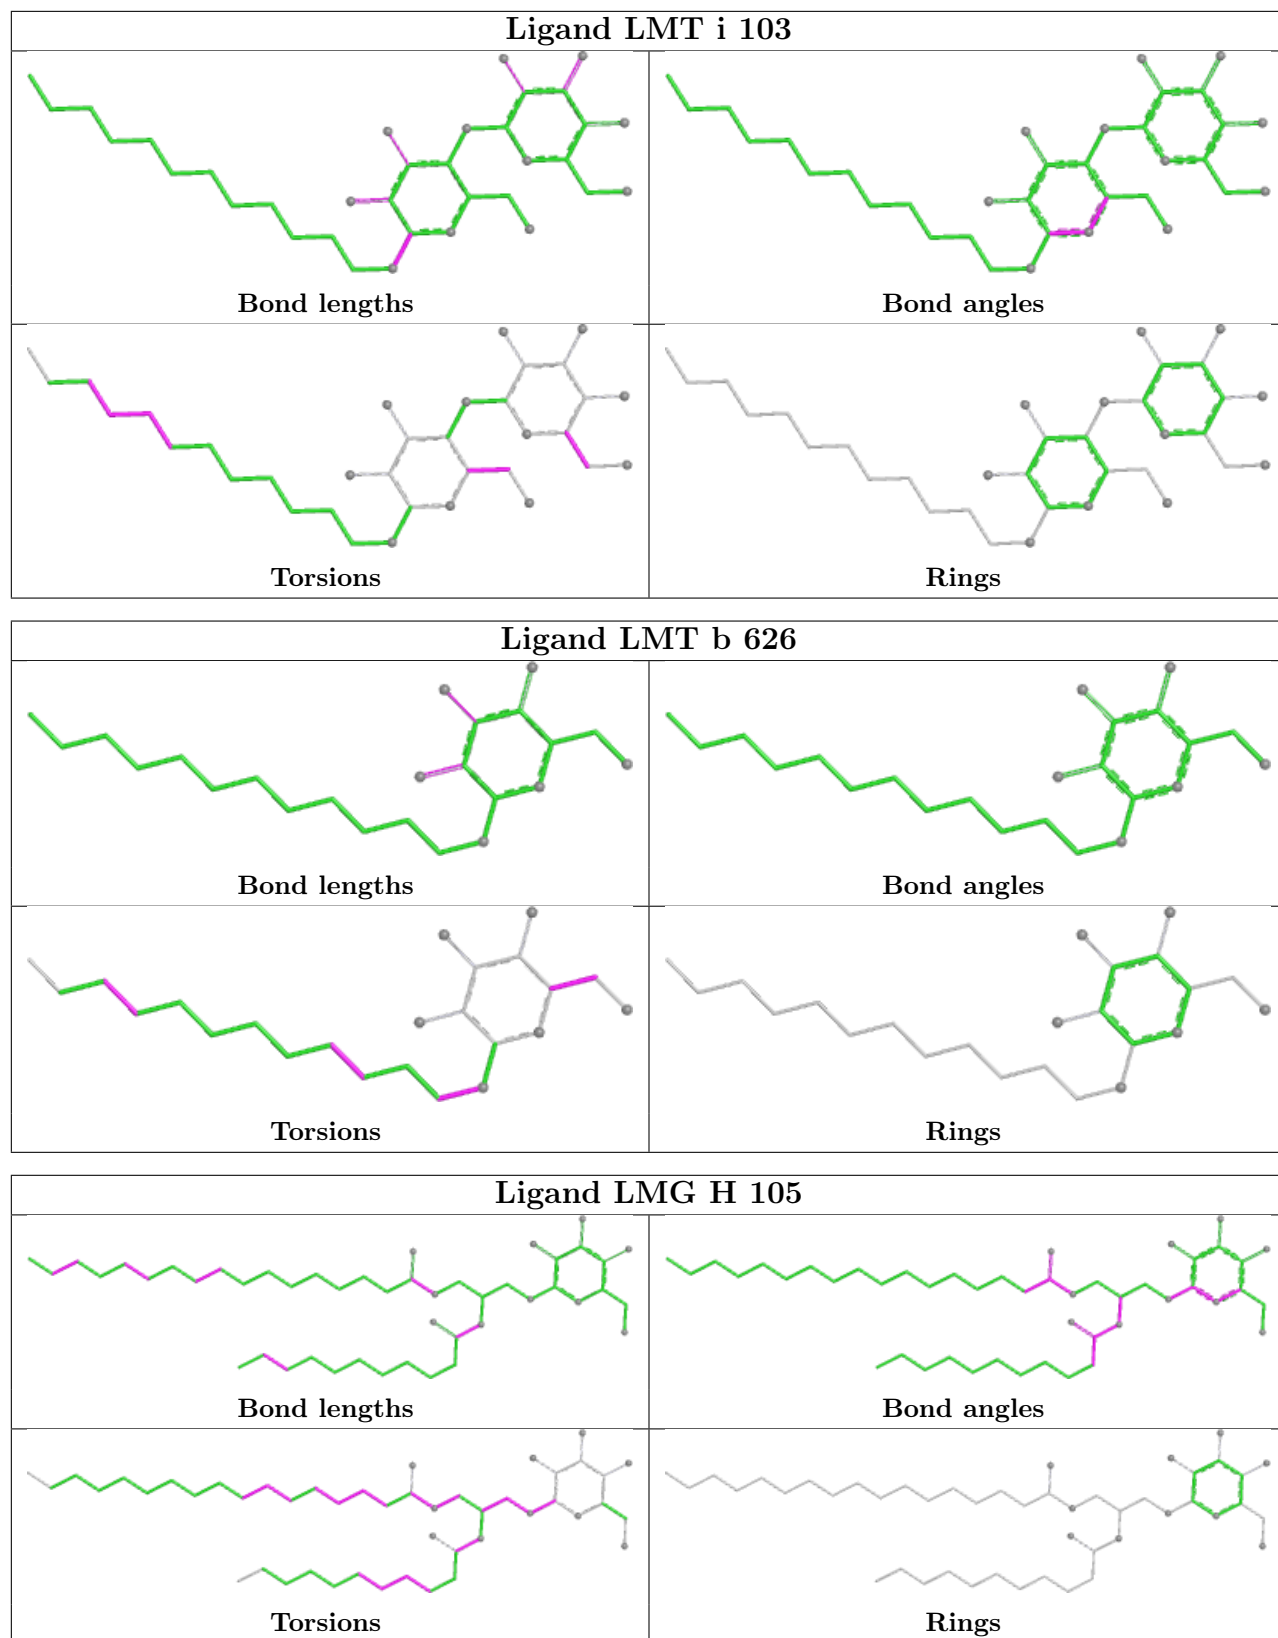 Ligand LMT i 103
Bond lengths
Bond angles
Torsions
Rings
Ligand LMT b 626
Bond lengths
Bond angles
Torsions
Rings
Ligand LMG H 105
Bond lengths
Bond angles
Torsions
Rings